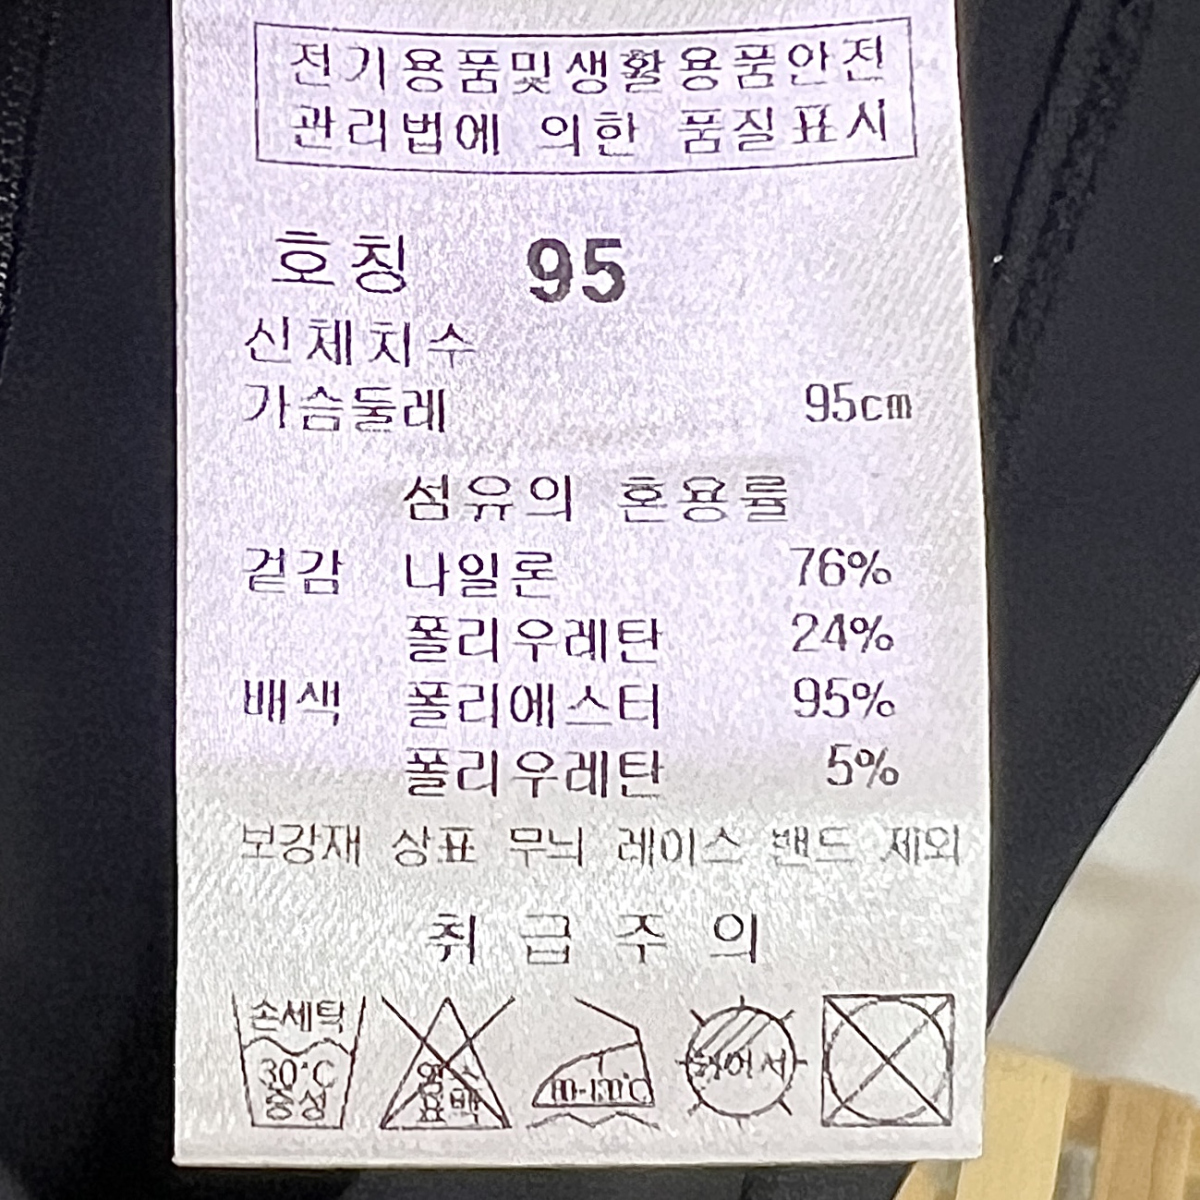 전기용품및생활용품안전
관리법에 의한 품질표시
호칭 95
신체치수
가슴둘레 95cm
섬유의 혼용률
겉감 나일론 76%
폴리우레탄 24%
배색 폴리에스터 95%
폴리우레탄 5%
보강재 상표 무늬 레이스 밴드 제외
취급주의
손세탁
30°C
중성